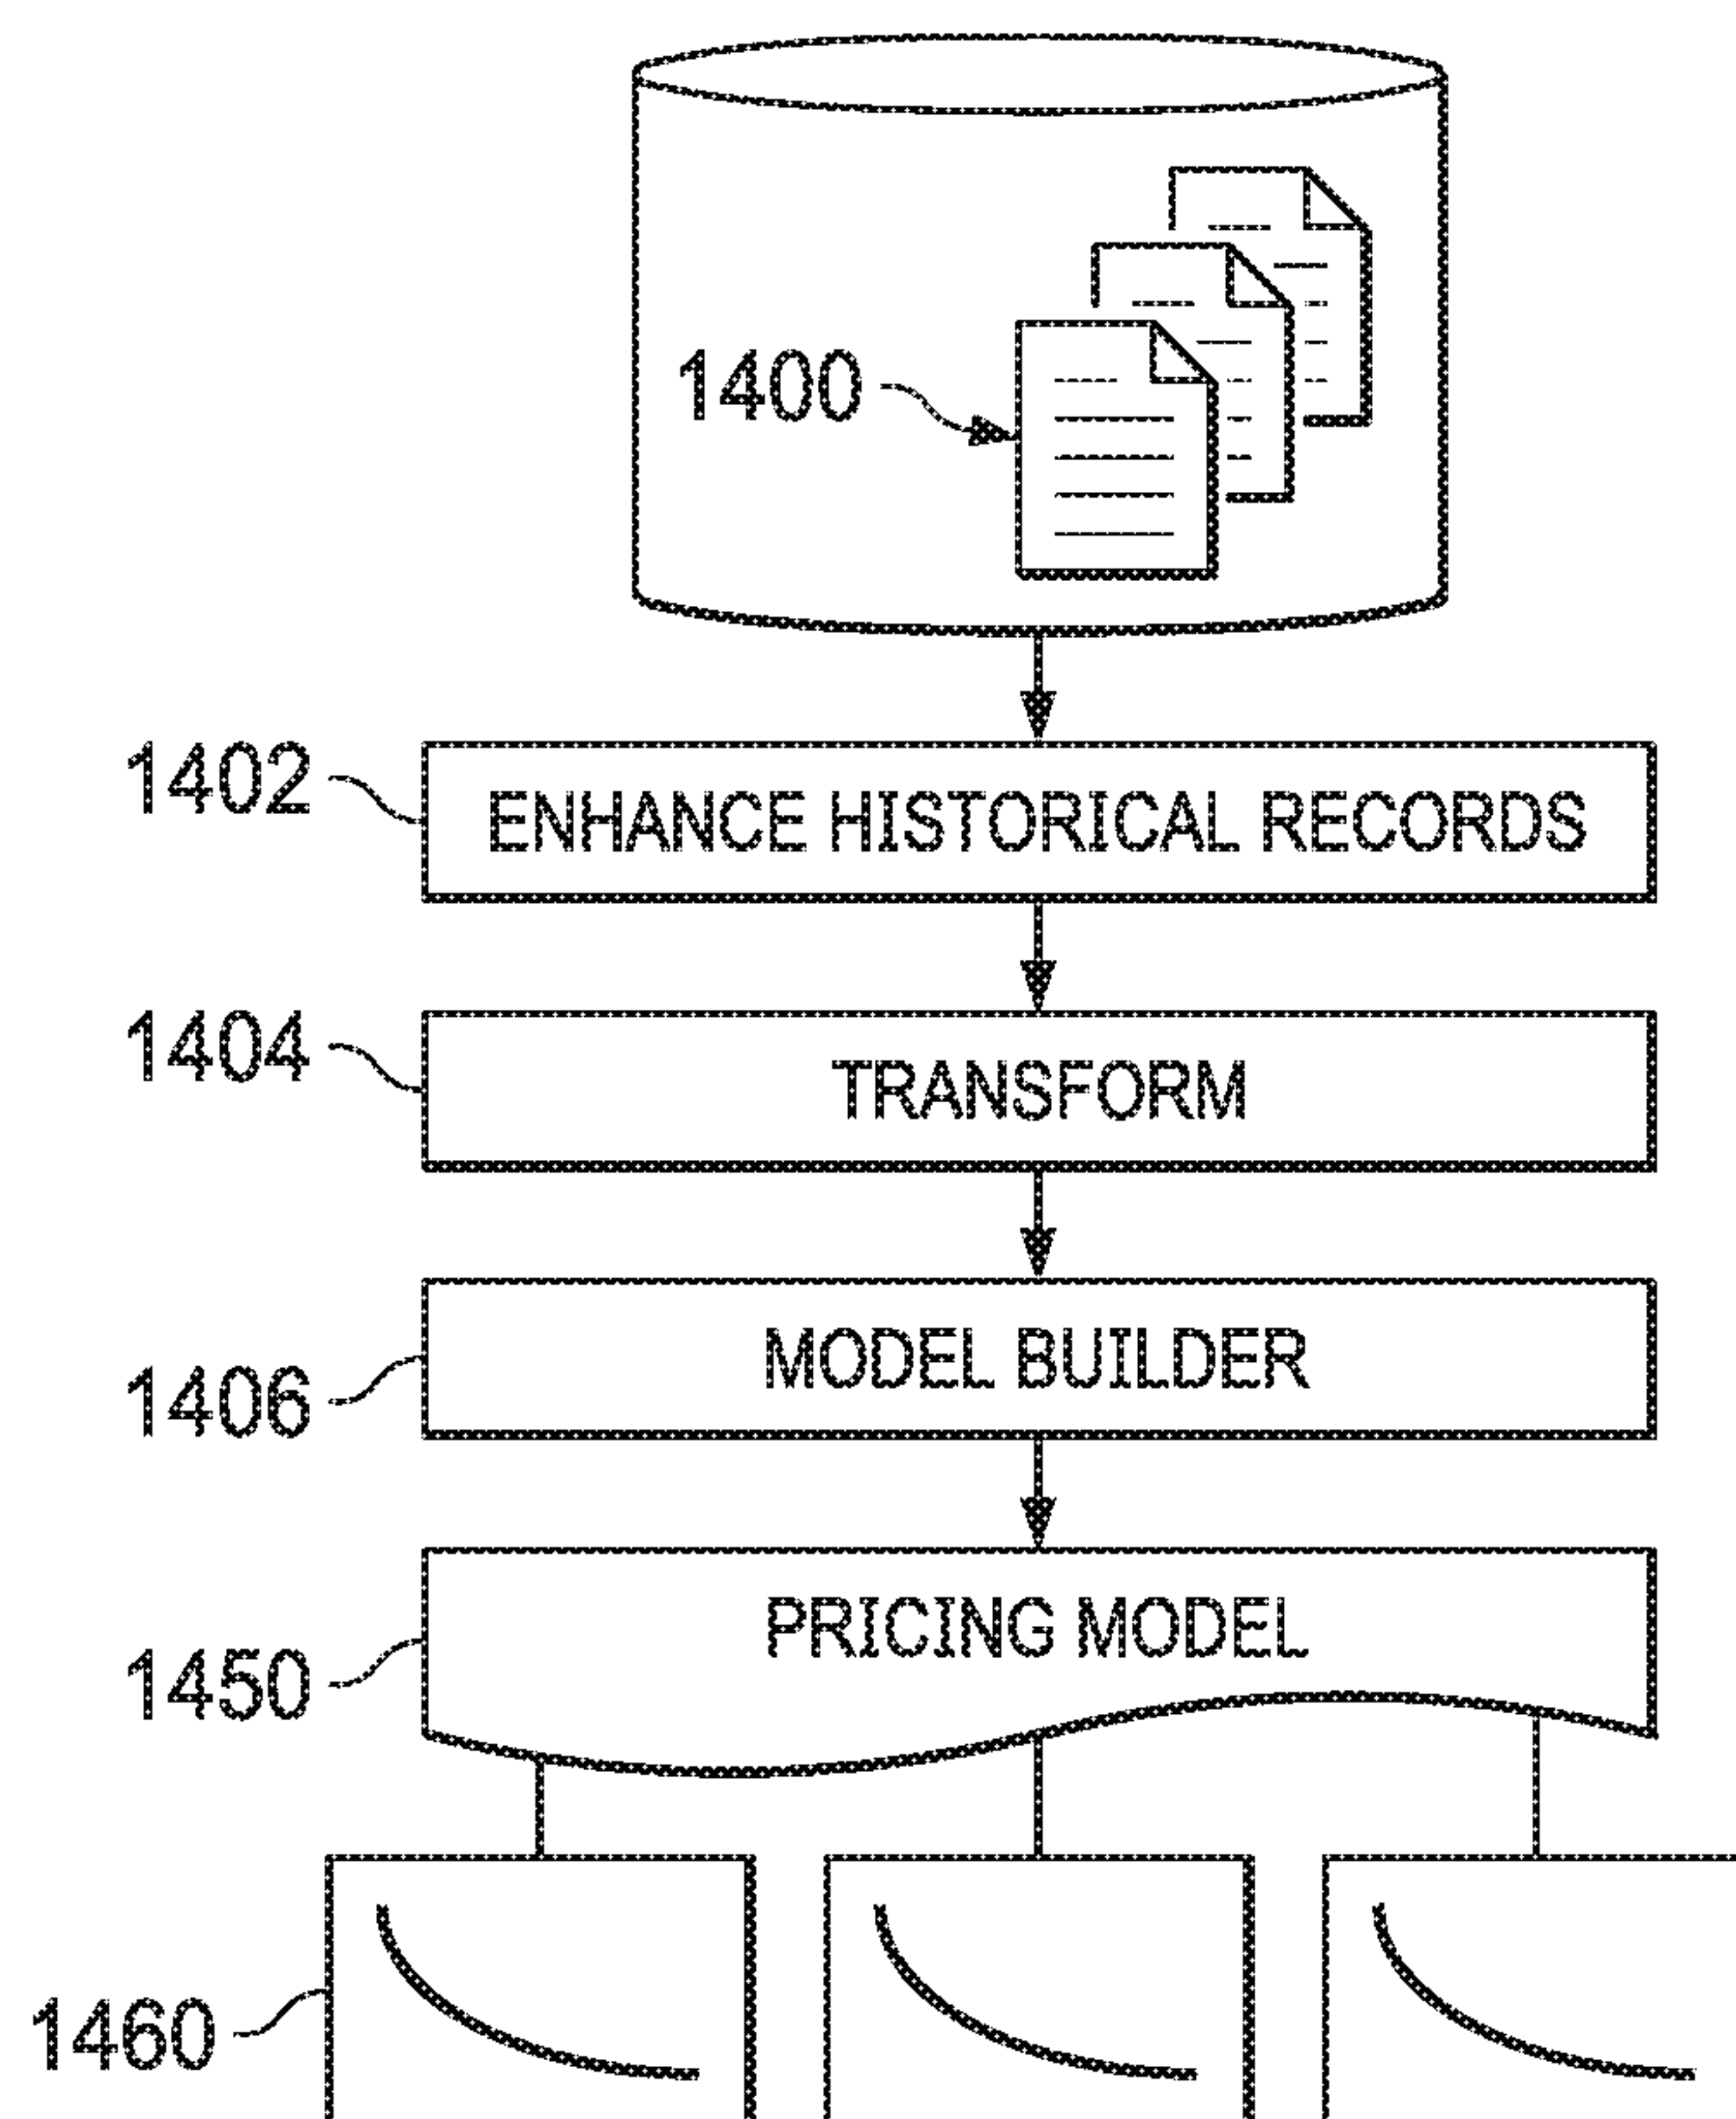 1400
1402
ENHANCE HISTORICAL RECORDS
1404
TRANSFORM
1406
MODEL BUILDER
1450
PRICING MODEL
1460